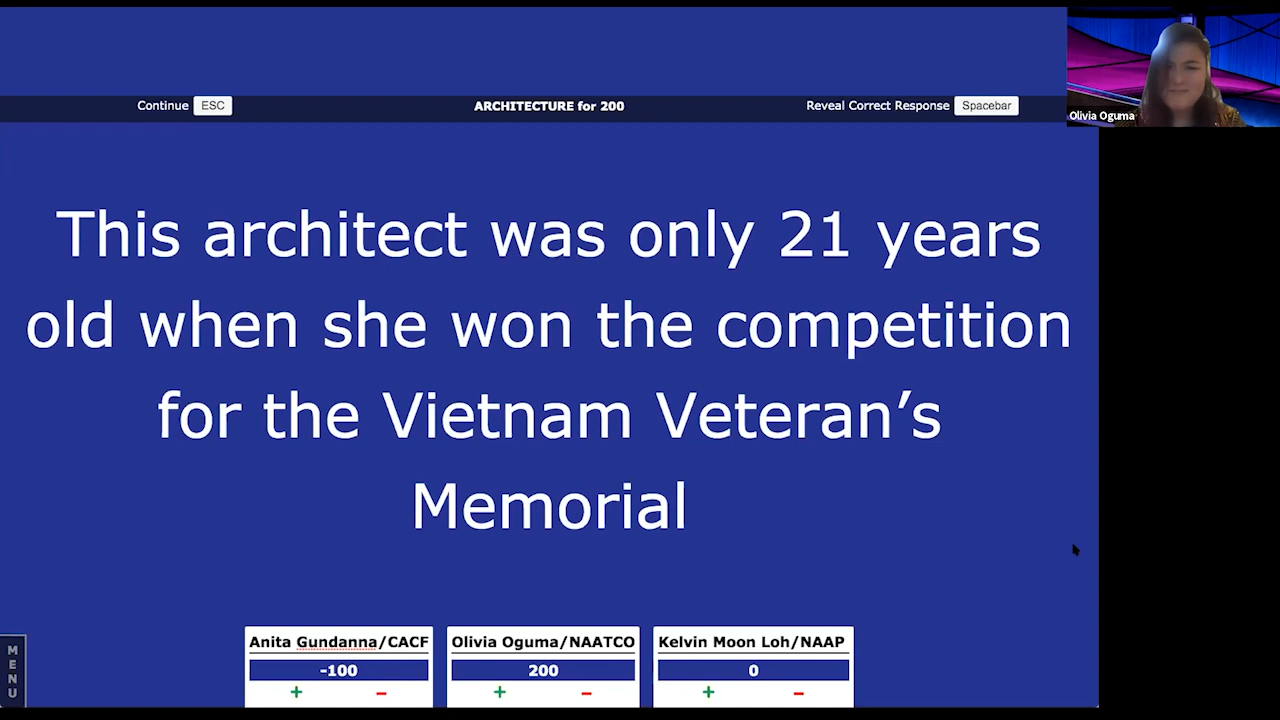 Continue ESC ARCHITECTURE for 200 Reveal Correct Response Spacebar
Olivia Oguma
This architect was only 21 years
old when she won the competition
for the Vietnam Veteran’s
Memorial
MENU
Anita Gundanna/CACF Olivia Oguma/NAATCO Kelvin Moon Loh/NAAP
-100 200 0
+ − + − + −